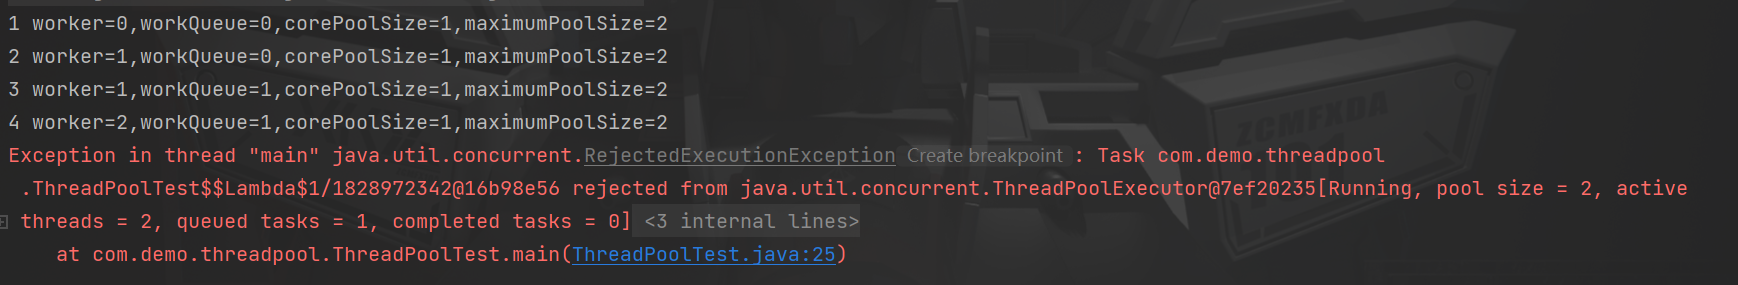 1 worker=0,workQueue=0,corePoolSize=1,maximumPoolSize=2
2 worker=1,workQueue=0,corePoolSize=1,maximumPoolSize=2
3 worker=1,workQueue=1,corePoolSize=1,maximumPoolSize=2
4 worker=2,workQueue=1,corePoolSize=1,maximumPoolSize=2
Exception in thread "main" java.util.concurrent.RejectedExecutionException Create breakpoint : Task com.demo.threadpool
.ThreadPoolTest$$Lambda$1/1828972342@16b98e56 rejected from java.util.concurrent.ThreadPoolExecutor@7ef20235[Running, pool size = 2, active
threads = 2, queued tasks = 1, completed tasks = 0] <3 internal lines>
at com.demo.threadpool.ThreadPoolTest.main(ThreadPoolTest.java:25)
ZCMFXDA